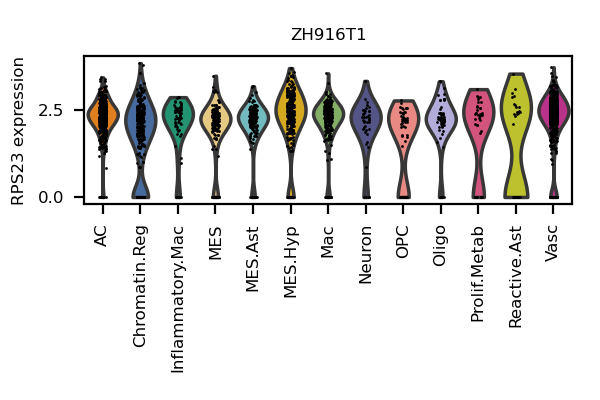 ZH916T1
RPS23 expression
2.5
0.0
AC
Chromatin.Reg
Inflammatory.Mac
MES
MES.Ast
MES.Hyp
Mac
Neuron
OPC
Oligo
Prolif.Metab
Reactive.Ast
Vasc